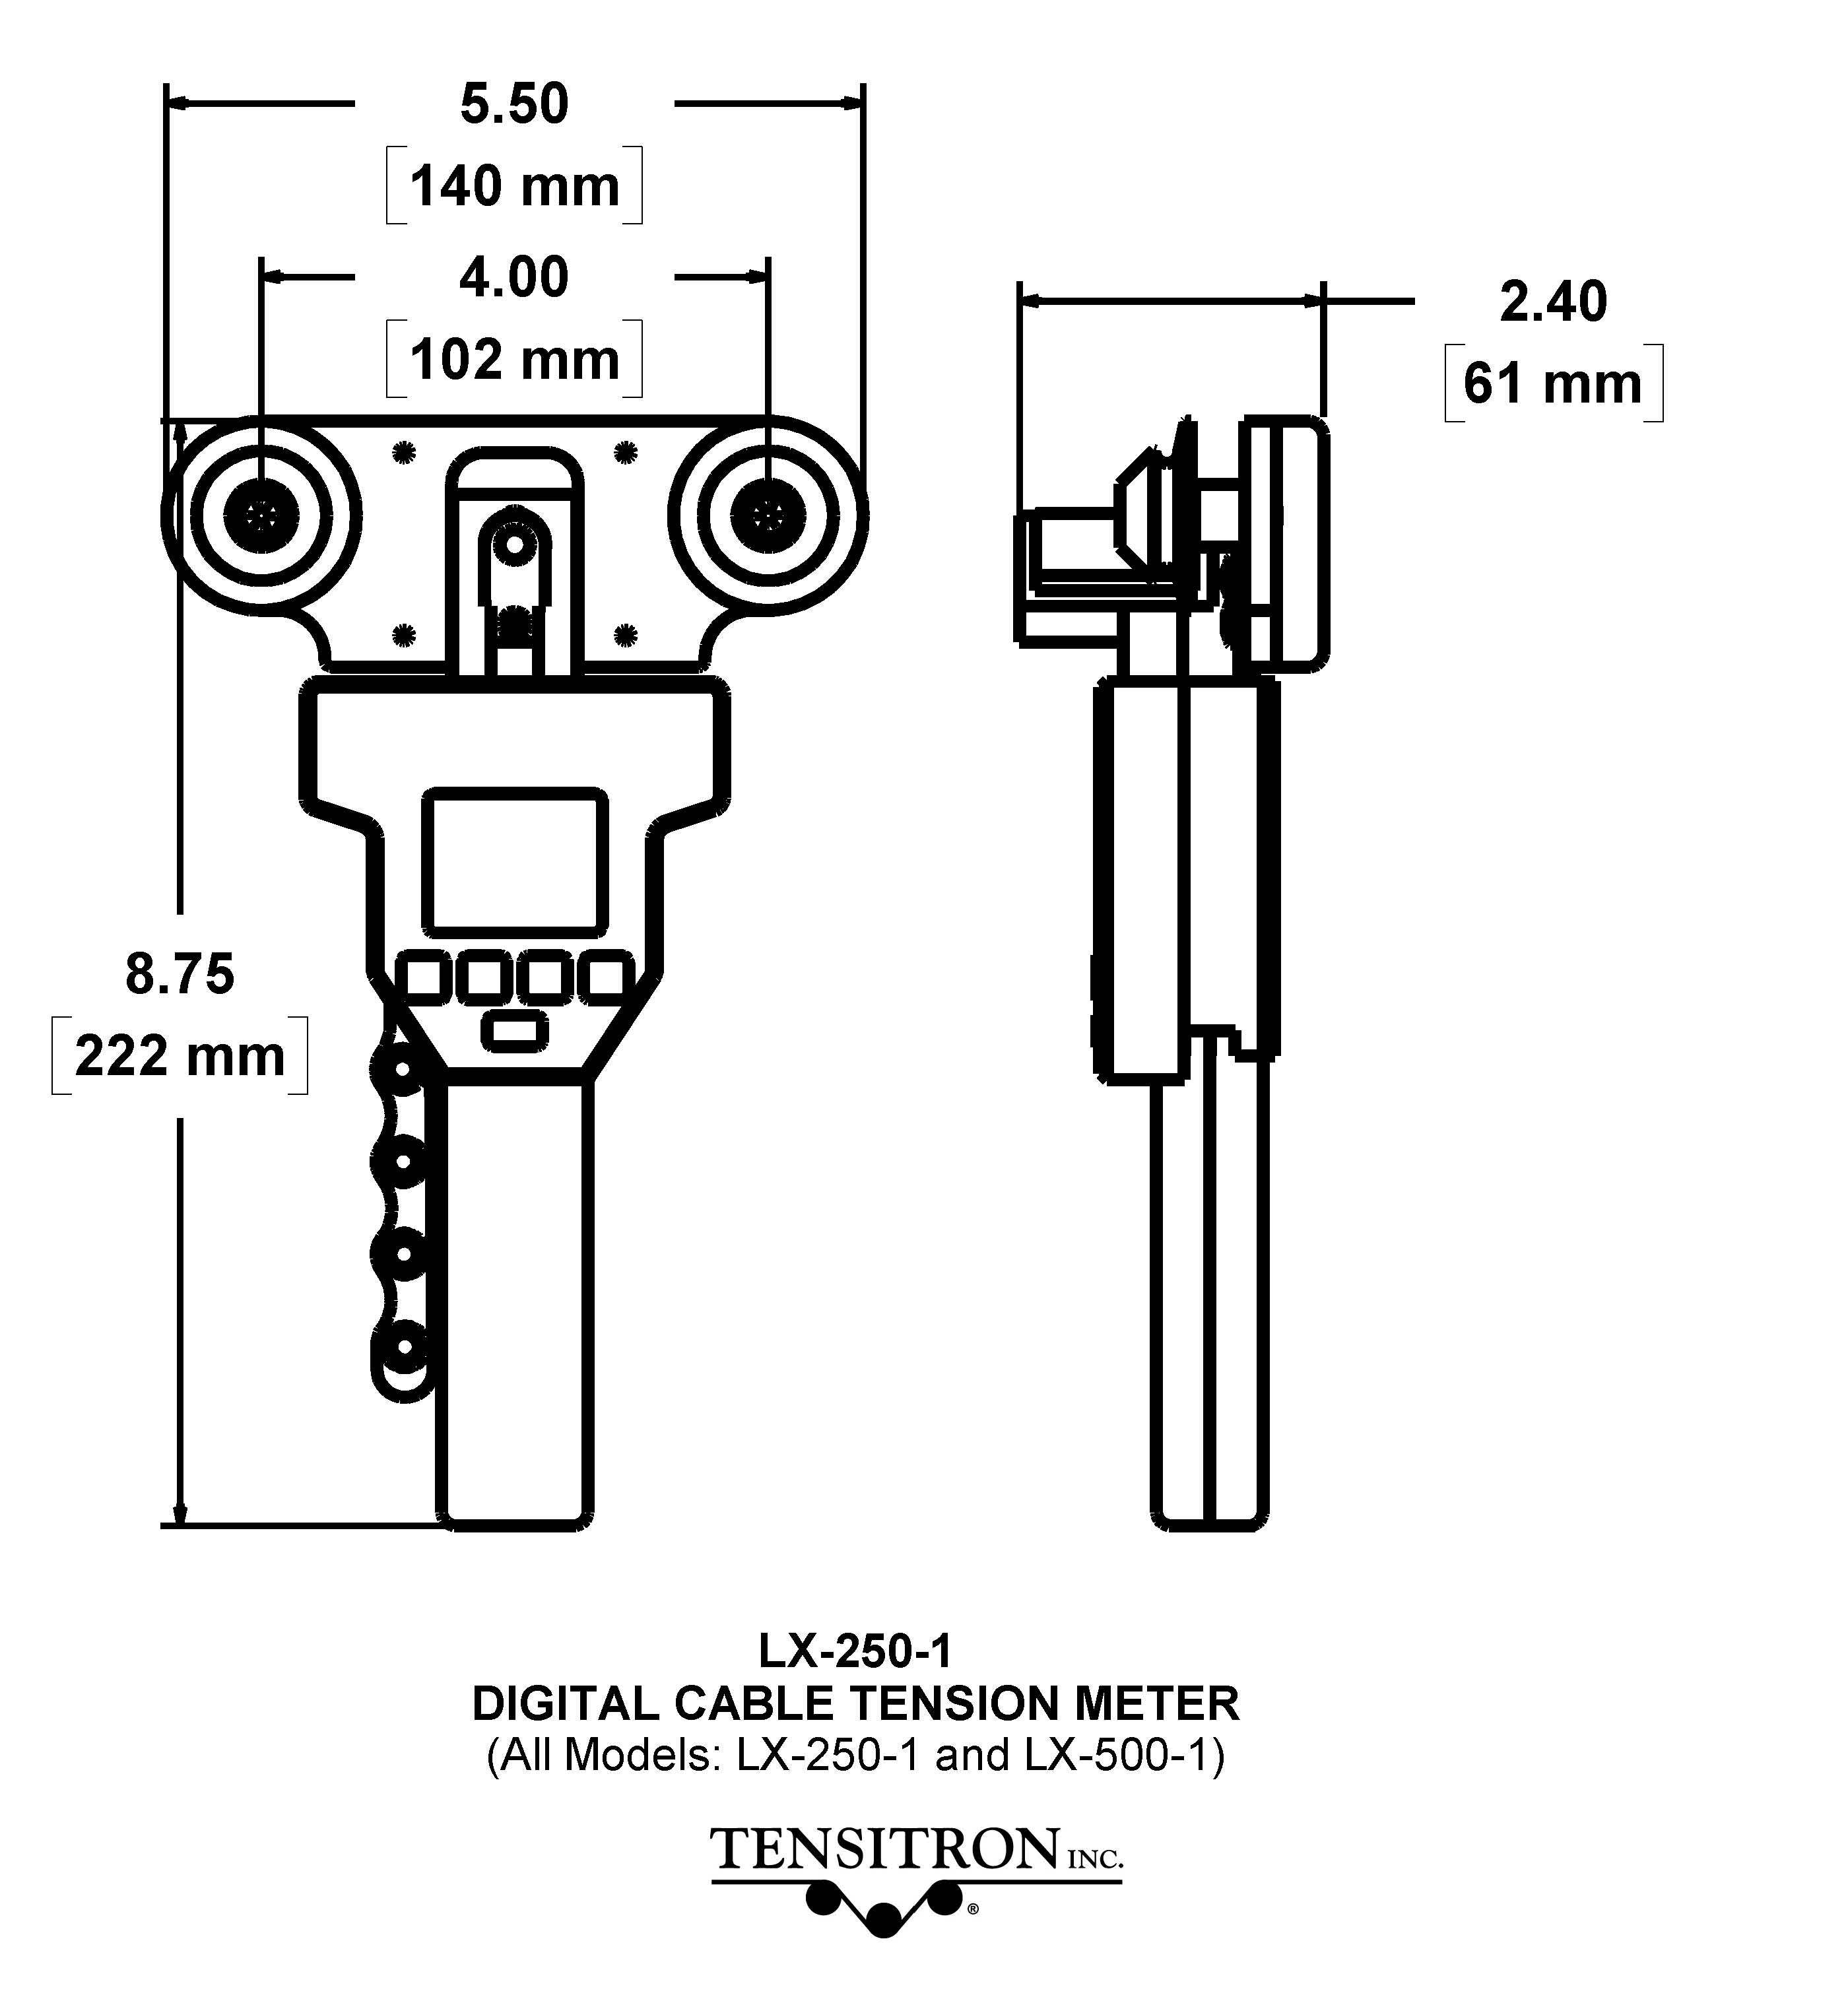 5.50
[140 mm]
4.00
[102 mm]
2.40
[61 mm]
8.75
[222 mm]
LX-250-1
DIGITAL CABLE TENSION METER
(All Models: LX-250-1 and LX-500-1)
TENSITRON INC.
®